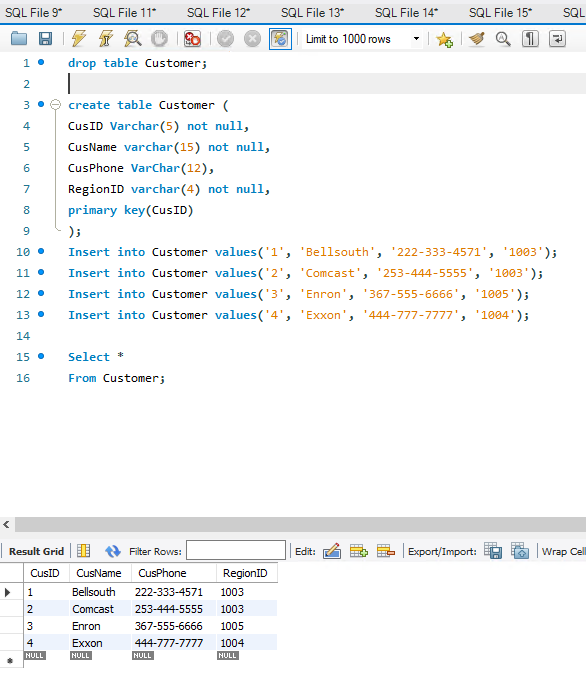 SQL File 9* SQL File 11* SQL File 12* SQL File 13* SQL File 14* SQL File 15* SQL
Limit to 1000 rows
1 drop table Customer;
2
3 create table Customer (
4 CusID Varchar(5) not null,
5 CusName varchar(15) not null,
6 CusPhone VarChar(12),
7 RegionID varchar(4) not null,
8 primary key(CusID)
9 );
10 Insert into Customer values('1', 'Bellsouth', '222-333-4571', '1003');
11 Insert into Customer values('2', 'Comcast', '253-444-5555', '1003');
12 Insert into Customer values('3', 'Enron', '367-555-6666', '1005');
13 Insert into Customer values('4', 'Exxon', '444-777-7777', '1004');
14
15 Select *
16 From Customer;
Result Grid Filter Rows: Edit: Export/Import: Wrap Cell
CusID CusName CusPhone RegionID
1 Bellsouth 222-333-4571 1003
2 Comcast 253-444-5555 1003
3 Enron 367-555-6666 1005
4 Exxon 444-777-7777 1004
NULL NULL NULL NULL